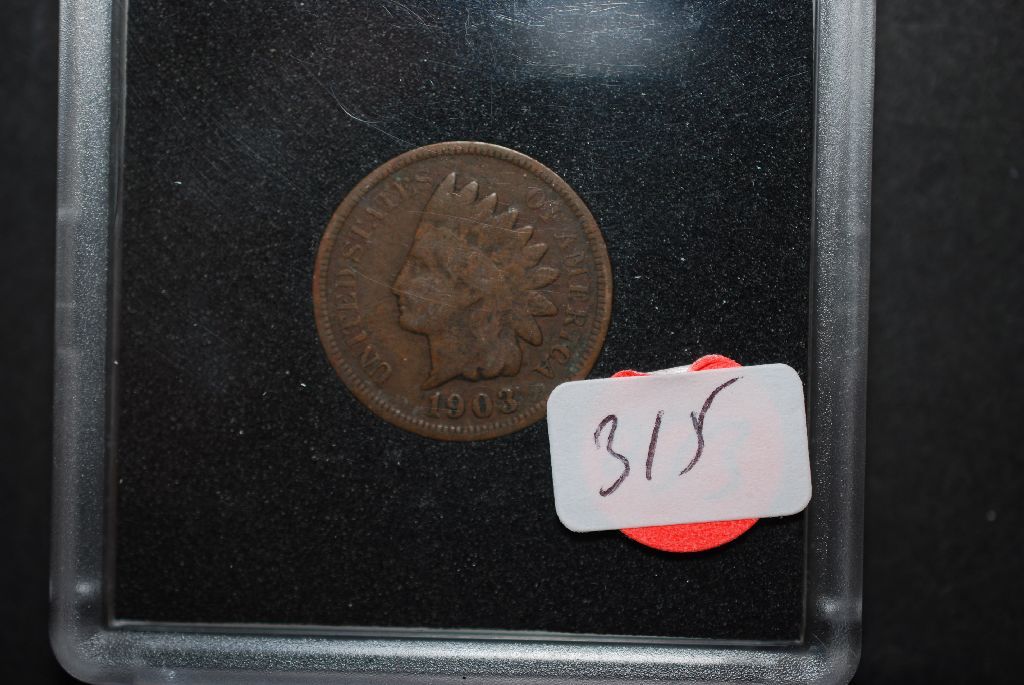 UNITED STATES OF AMERICA
1903
315